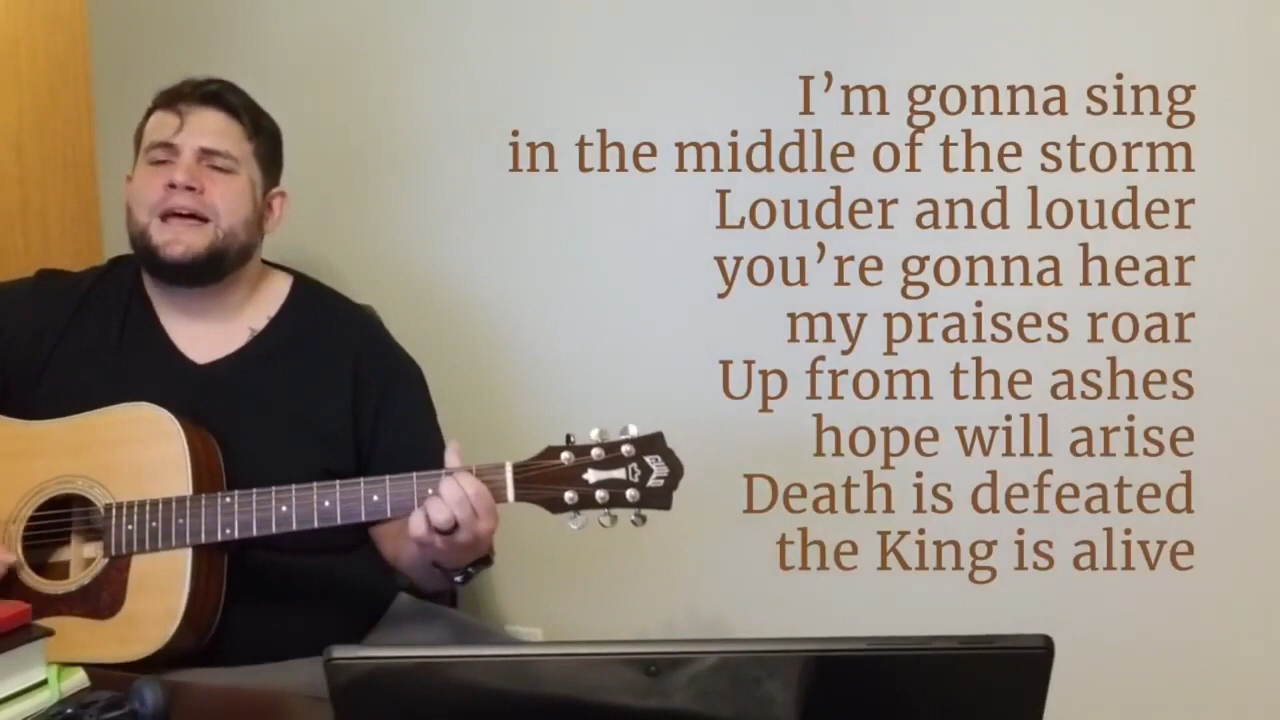 I’m gonna sing
in the middle of the storm
Louder and louder
you’re gonna hear
my praises roar
Up from the ashes
hope will arise
Death is defeated
the King is alive
GUILD